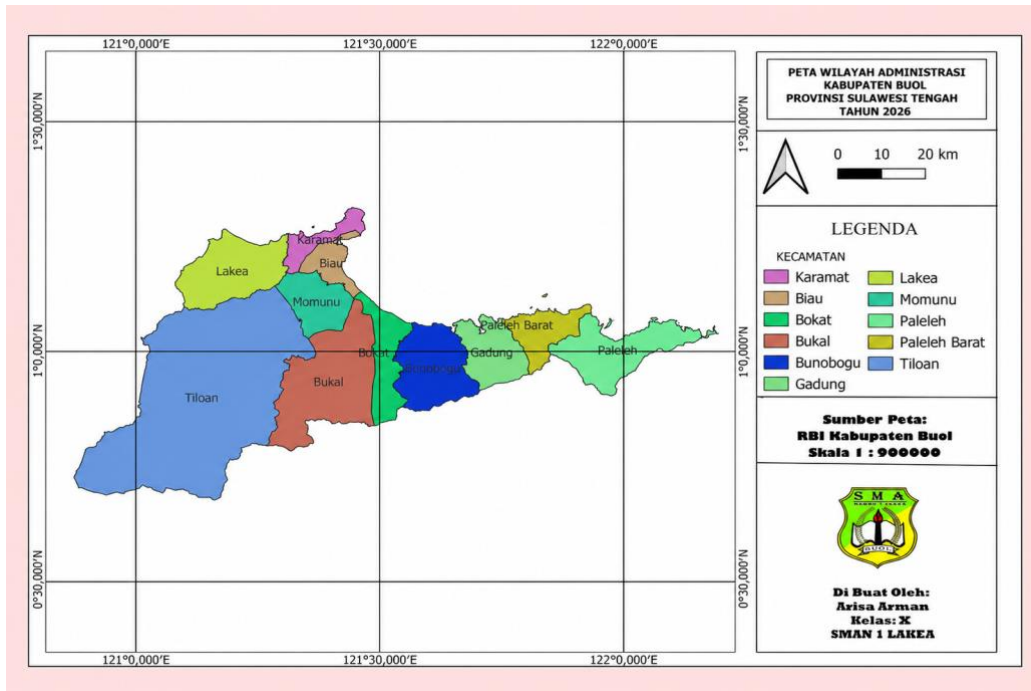 121°0,000'E
121°30,000'E
122°0,000'E
1°30,000'N
1°0,000'N
0°30,000'N
Karamat
Biau
Lakea
Momunu
Paleleh Barat
Bokat
Gadung
Paleleh
Bunobogu
Bukal
Tiloan
1°30,000'N
1°0,000'N
0°30,000'N
121°0,000'E
121°30,000'E
122°0,000'E
PETA WILAYAH ADMINISTRASI
KABUPATEN BUOL
PROVINSI SULAWESI TENGAH
TAHUN 2026
0 10 20 km
LEGENDA
KECAMATAN
Karamat
Biau
Bokat
Bukal
Bunobogu
Gadung
Lakea
Momunu
Paleleh
Paleleh Barat
Tiloan
Sumber Peta:
RBI Kabupaten Buol
Skala 1 : 900000
SMA
BUOL
Di Buat Oleh:
Arisa Arman
Kelas: X
SMAN 1 LAKEA